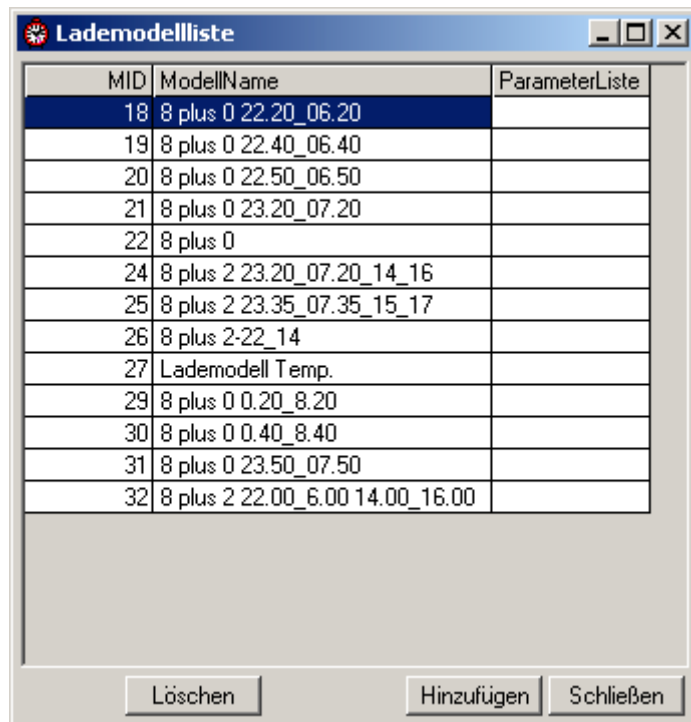 Lademodellliste
MID ModellName ParameterListe
18 8 plus 0 22.20_06.20
19 8 plus 0 22.40_06.40
20 8 plus 0 22.50_06.50
21 8 plus 0 23.20_07.20
22 8 plus 0
24 8 plus 2 23.20_07.20_14_16
25 8 plus 2 23.35_07.35_15_17
26 8 plus 2-22_14
27 Lademodell Temp.
29 8 plus 0 0.20_8.20
30 8 plus 0 0.40_8.40
31 8 plus 0 23.50_07.50
32 8 plus 2 22.00_6.00 14.00_16.00
Löschen Hinzufügen Schließen